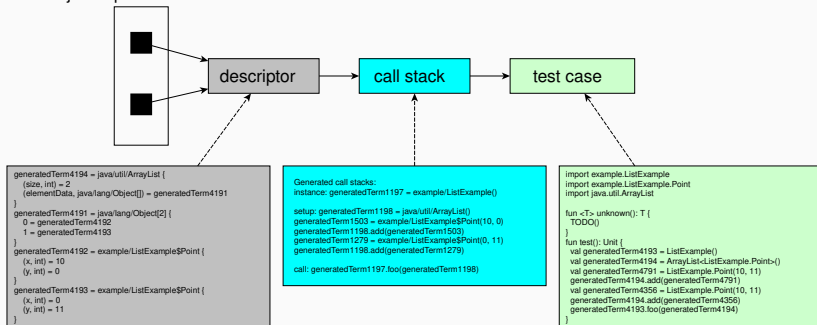 descriptor
call stack
test case
generatedTerm4194 = java/util/ArrayList {
(size, int) = 2
(elementData, java/lang/Object[]) = generatedTerm4191
}
generatedTerm4191 = java/lang/Object[2] {
0 = generatedTerm4192
1 = generatedTerm4193
}
generatedTerm4192 = example/ListExample$Point {
(x, int) = 10
(y, int) = 0
}
generatedTerm4193 = example/ListExample$Point {
(x, int) = 0
(y, int) = 11
}
Generated call stacks:
instance: generatedTerm1197 = example/ListExample()
setup: generatedTerm1198 = java/util/ArrayList()
generatedTerm1503 = example/ListExample$Point(10, 0)
generatedTerm1198.add(generatedTerm1503)
generatedTerm1279 = example/ListExample$Point(0, 11)
generatedTerm1198.add(generatedTerm1279)
call: generatedTerm1197.foo(generatedTerm1198)
import example.ListExample
import example.ListExample.Point
import java.util.ArrayList
fun <T> unknown(): T {
TODO()
}
fun test(): Unit {
val generatedTerm4193 = ListExample()
val generatedTerm4194 = ArrayList<ListExample.Point>()
val generatedTerm4791 = ListExample.Point(10, 11)
generatedTerm4194.add(generatedTerm4791)
val generatedTerm4356 = ListExample.Point(10, 11)
generatedTerm4194.add(generatedTerm4356)
generatedTerm4193.foo(generatedTerm4194)
}